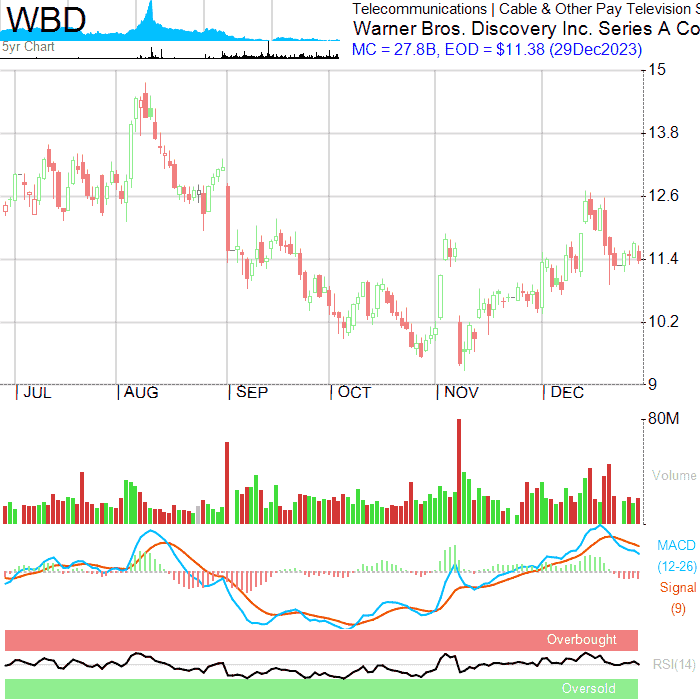 WBD
5yr Chart
Telecommunications | Cable & Other Pay Television S
Warner Bros. Discovery Inc. Series A Co
MC = 27.8B, EOD = $11.38 (29Dec2023)
15
13.8
12.6
11.4
10.2
9
|JUL |AUG |SEP |OCT |NOV |DEC
80M
Volume
MACD
(12-26)
Signal
(9)
Overbought
RSI(14)
Oversold